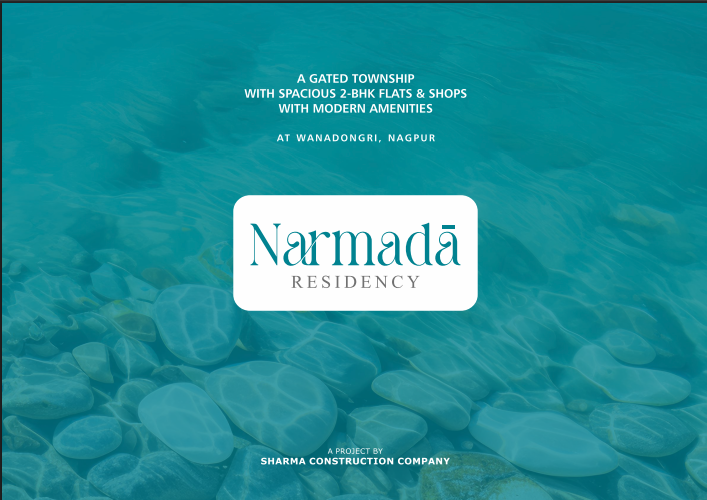 A GATED TOWNSHIP
WITH SPACIOUS 2-BHK FLATS & SHOPS
WITH MODERN AMENITIES
AT WANADONGRI, NAGPUR
Narmadā
RESIDENCY
A PROJECT BY
SHARMA CONSTRUCTION COMPANY